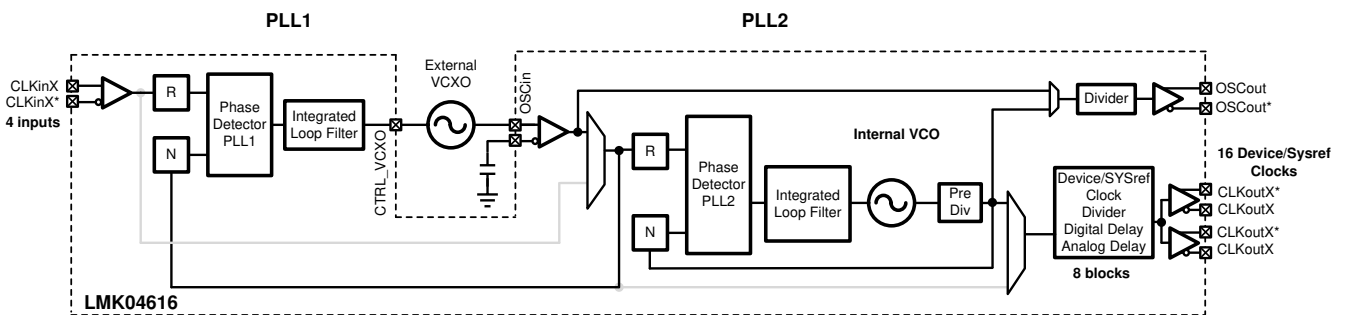 PLL1
PLL2
External
VCXO
CLKinX
CLKinX*
4 inputs
R
N
Phase
Detector
PLL1
Integrated
Loop Filter
CTRL_VCXO
OSCin
R
N
Phase
Detector
PLL2
Integrated
Loop Filter
Internal VCO
Pre
Div
Divider
OSCout
OSCout*
16 Device/Sysref
Clocks
Device/SYSref
Clock
Divider
Digital Delay
Analog Delay
8 blocks
CLKoutX*
CLKoutX
CLKoutX*
CLKoutX
LMK04616